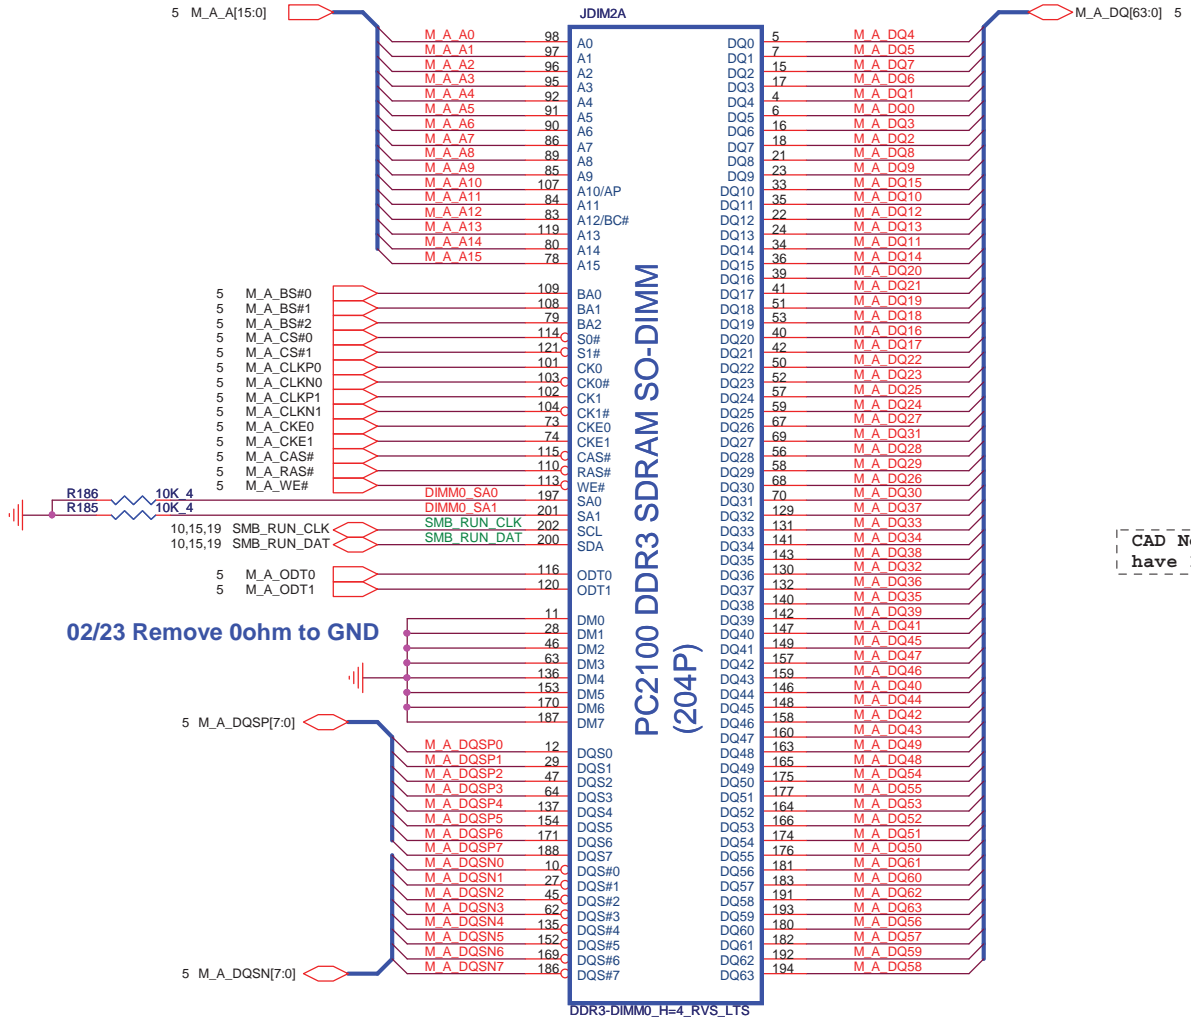 5 M_A_A[15:0]
JDIM2A
M_A_DQ[63:0] 5
M_A_A0 98 A0 DQ0 5 M_A_DQ4
M_A_A1 97 A1 DQ1 7 M_A_DQ5
M_A_A2 96 A2 DQ2 15 M_A_DQ7
M_A_A3 95 A3 DQ3 17 M_A_DQ6
M_A_A4 92 A4 DQ4 4 M_A_DQ1
M_A_A5 91 A5 DQ5 6 M_A_DQ0
M_A_A6 90 A6 DQ6 16 M_A_DQ3
M_A_A7 86 A7 DQ7 18 M_A_DQ2
M_A_A8 89 A8 DQ8 21 M_A_DQ8
M_A_A9 85 A9 DQ9 23 M_A_DQ9
M_A_A10 107 A10/AP DQ10 33 M_A_DQ15
M_A_A11 84 A11 DQ11 35 M_A_DQ10
M_A_A12 83 A12/BC# DQ12 22 M_A_DQ12
M_A_A13 119 A13 DQ13 24 M_A_DQ13
M_A_A14 80 A14 DQ14 34 M_A_DQ11
M_A_A15 78 A15 DQ15 36 M_A_DQ14
DQ16 39 M_A_DQ20
5 M_A_BS#0 109 BA0 DQ17 41 M_A_DQ21
5 M_A_BS#1 108 BA1 DQ18 51 M_A_DQ19
5 M_A_BS#2 79 BA2 DQ19 53 M_A_DQ18
5 M_A_CS#0 114 S0# DQ20 40 M_A_DQ16
5 M_A_CS#1 121 S1# DQ21 42 M_A_DQ17
5 M_A_CLKP0 101 CK0 DQ22 50 M_A_DQ22
5 M_A_CLKN0 103 CK0# DQ23 52 M_A_DQ23
5 M_A_CLKP1 102 CK1 DQ24 57 M_A_DQ25
5 M_A_CLKN1 104 CK1# DQ25 59 M_A_DQ24
5 M_A_CKE0 73 CKE0 DQ26 67 M_A_DQ27
5 M_A_CKE1 74 CKE1 DQ27 69 M_A_DQ31
5 M_A_CAS# 115 CAS# DQ28 56 M_A_DQ28
5 M_A_RAS# 110 RAS# DQ29 58 M_A_DQ29
5 M_A_WE# 113 WE# DQ30 68 M_A_DQ26
R186 10K_4 DIMM0_SA0 197 SA0 DQ31 70 M_A_DQ30
R185 10K_4 DIMM0_SA1 201 SA1 DQ32 129 M_A_DQ37
10,15,19 SMB_RUN_CLK SMB_RUN_CLK 202 SCL DQ33 131 M_A_DQ33
10,15,19 SMB_RUN_DAT SMB_RUN_DAT 200 SDA DQ34 141 M_A_DQ34
DQ35 143 M_A_DQ38
5 M_A_ODT0 116 ODT0 DQ36 130 M_A_DQ32
5 M_A_ODT1 120 ODT1 DQ37 132 M_A_DQ36
DQ38 140 M_A_DQ35
11 DM0 DQ39 142 M_A_DQ39
28 DM1 DQ40 147 M_A_DQ41
46 DM2 DQ41 149 M_A_DQ45
63 DM3 DQ42 157 M_A_DQ47
136 DM4 DQ43 159 M_A_DQ46
153 DM5 DQ44 146 M_A_DQ40
170 DM6 DQ45 148 M_A_DQ44
187 DM7 DQ46 158 M_A_DQ42
DQ47 160 M_A_DQ43
02/23 Remove 0ohm to GND
5 M_A_DQSP[7:0]
M_A_DQSP0 12 DQS0 DQ48 163 M_A_DQ49
M_A_DQSP1 29 DQS1 DQ49 165 M_A_DQ48
M_A_DQSP2 47 DQS2 DQ50 175 M_A_DQ54
M_A_DQSP3 64 DQS3 DQ51 177 M_A_DQ55
M_A_DQSP4 137 DQS4 DQ52 164 M_A_DQ53
M_A_DQSP5 154 DQS5 DQ53 166 M_A_DQ52
M_A_DQSP6 171 DQS6 DQ54 174 M_A_DQ51
M_A_DQSP7 188 DQS7 DQ55 176 M_A_DQ50
M_A_DQSN0 10 DQS#0 DQ56 181 M_A_DQ61
M_A_DQSN1 27 DQS#1 DQ57 183 M_A_DQ60
M_A_DQSN2 45 DQS#2 DQ58 191 M_A_DQ62
M_A_DQSN3 62 DQS#3 DQ59 193 M_A_DQ63
M_A_DQSN4 135 DQS#4 DQ60 180 M_A_DQ56
M_A_DQSN5 152 DQS#5 DQ61 182 M_A_DQ57
M_A_DQSN6 169 DQS#6 DQ62 192 M_A_DQ59
M_A_DQSN7 186 DQS#7 DQ63 194 M_A_DQ58
5 M_A_DQSN[7:0]
PC2100 DDR3 SDRAM SO-DIMM
(204P)
DDR3-DIMM0_H=4_RVS_LTS
CAD
have